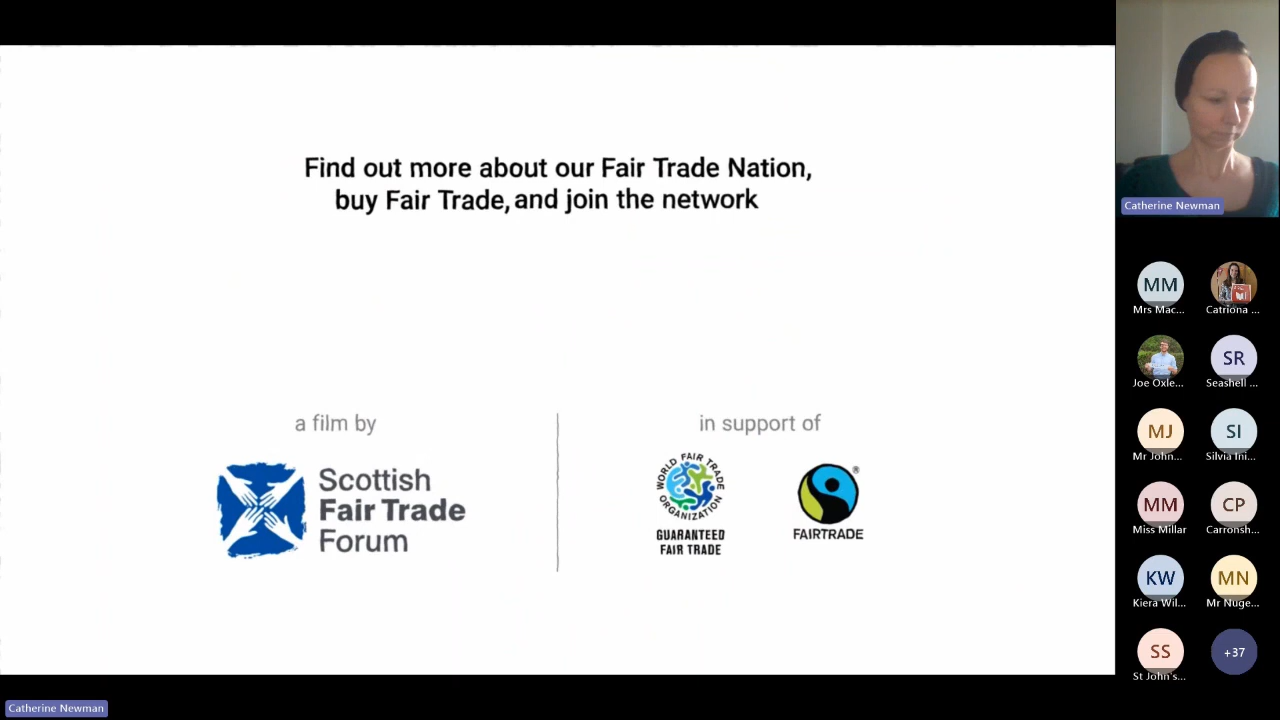 Find out more about our Fair Trade Nation,
buy Fair Trade, and join the network
a film by
in support of
Scottish
Fair Trade
Forum
WORLD FAIR TRADE
ORGANIZATION
GUARANTEED
FAIR TRADE
®
FAIRTRADE
Catherine Newman
MM
Mrs Mac...
Catriona ...
Joe Oxle...
SR
Seashell ...
MJ
Mr John...
SI
Silvia Ini...
MM
Miss Millar
CP
Carronsh...
KW
Kiera Wil...
MN
Mr Nuge...
SS
St John's...
+37
Catherine Newman